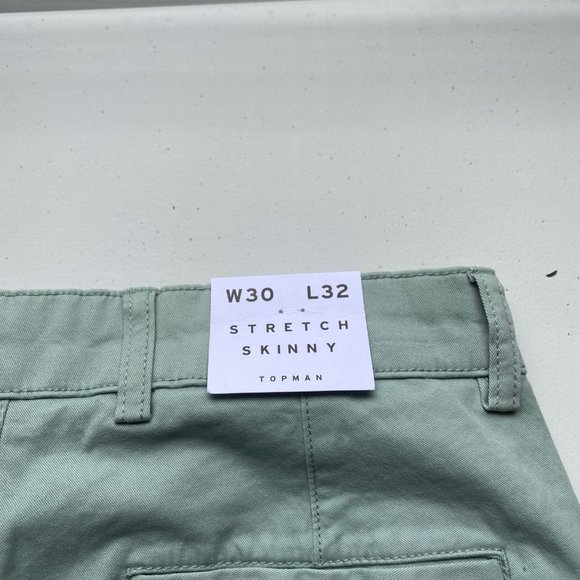 W30 L32
STRETCH
SKINNY
TOPMAN